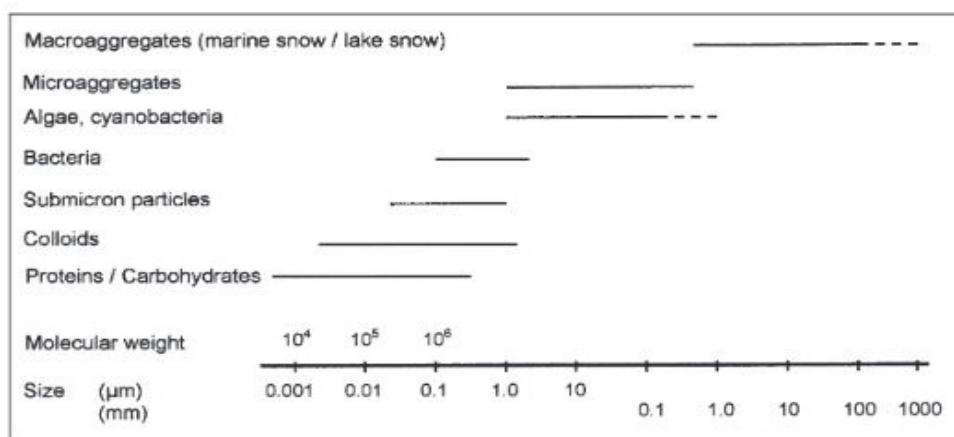 Macroaggregates (marine snow / lake snow)
Microaggregates
Algae, cyanobacteria
Bacteria
Submicron particles
Colloids
Proteins / Carbohydrates
Molecular weight 10⁴ 10⁵ 10⁶
Size (µm) 0.001 0.01 0.1 1.0 10
(mm) 0.1 1.0 10 100 1000